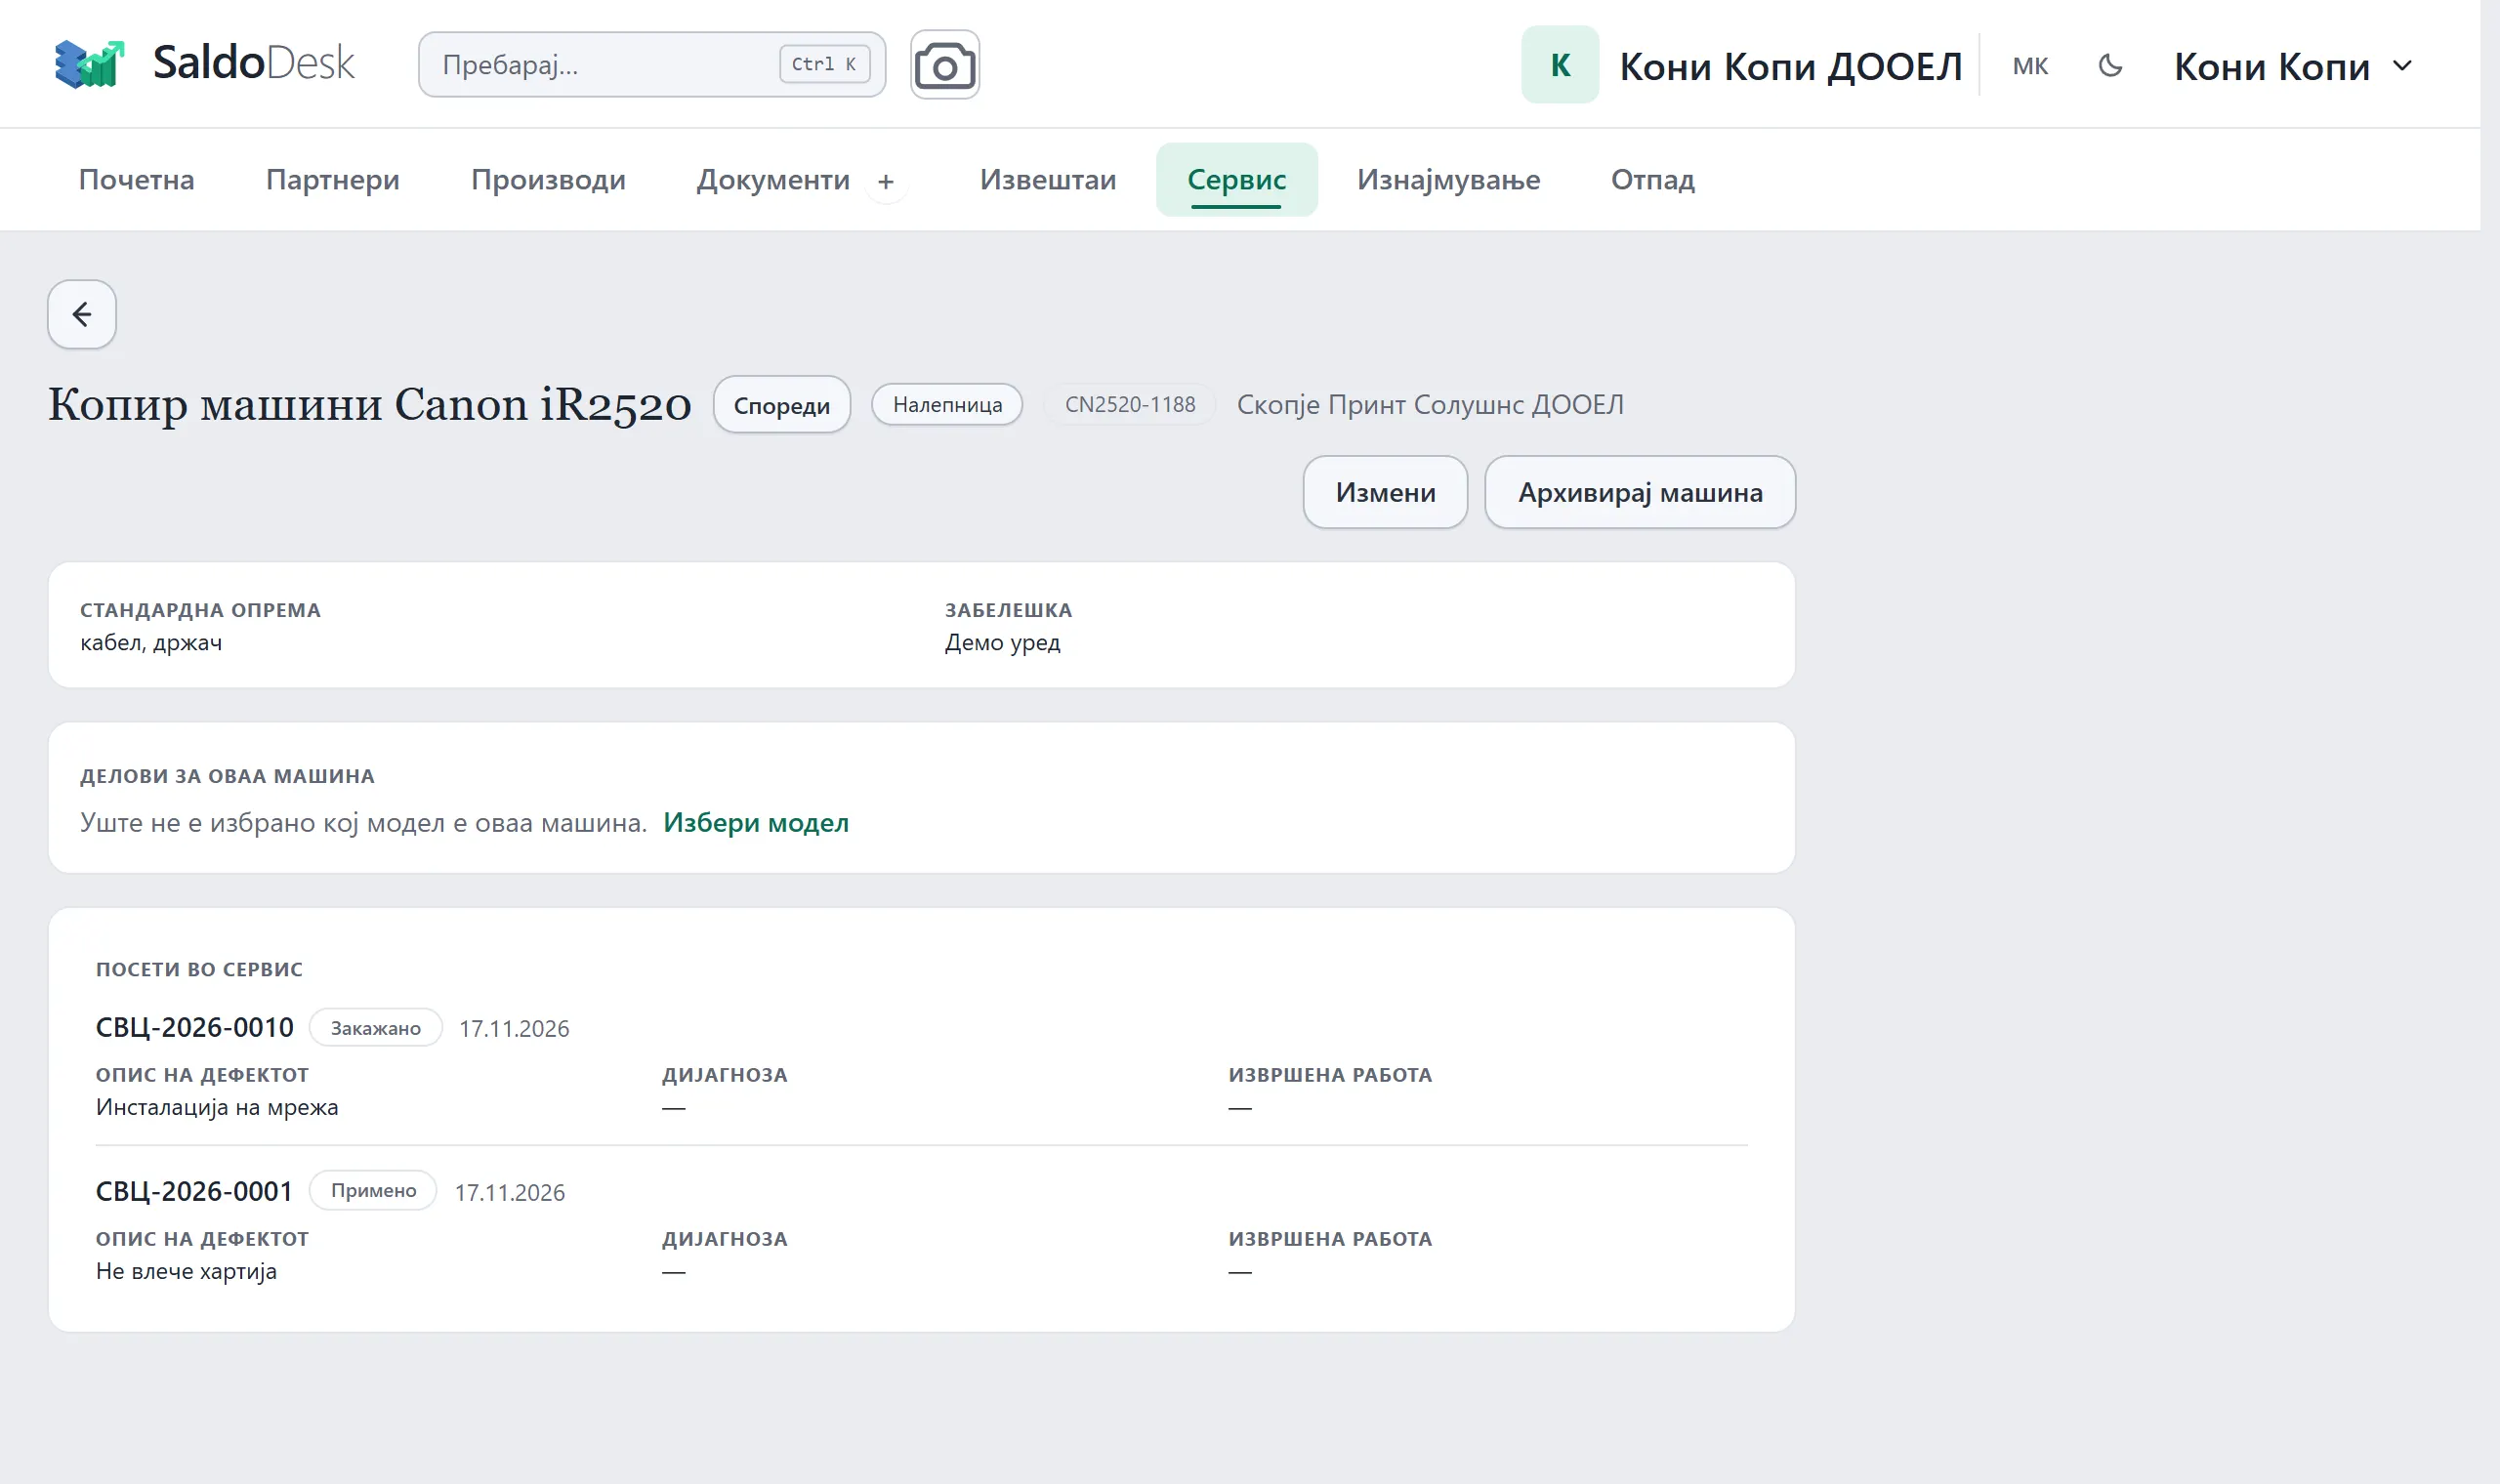 SaldoDesk
Пребарај...
Ctrl K
К
Кони Копи ДООЕЛ
МК
Кони Копи
Почетна
Партнери
Производи
Документи +
Извештаи
Сервис
Изнајмување
Отпад
Копир машини Canon iR2520
Спореди
Налепница
CN2520-1188
Скопје Принт Солушнс ДООЕЛ
Измени
Архивирај машина
СТАНДАРДНА ОПРЕМА
кабел, држач
ЗАБЕЛЕШКА
Демо уред
ДЕЛОВИ ЗА ОВАА МАШИНА
Уште не е избрано кој модел е оваа машина. Избери модел
ПОСЕТИ ВО СЕРВИС
СВЦ-2026-0010 Закажано 17.11.2026
ОПИС НА ДЕФЕКТОТ
Инсталација на мрежа
ДИЈАГНОЗА
—
ИЗВРШЕНА РАБОТА
—
СВЦ-2026-0001 Примено 17.11.2026
ОПИС НА ДЕФЕКТОТ
Не влече хартија
ДИЈАГНОЗА
—
ИЗВРШЕНА РАБОТА
—